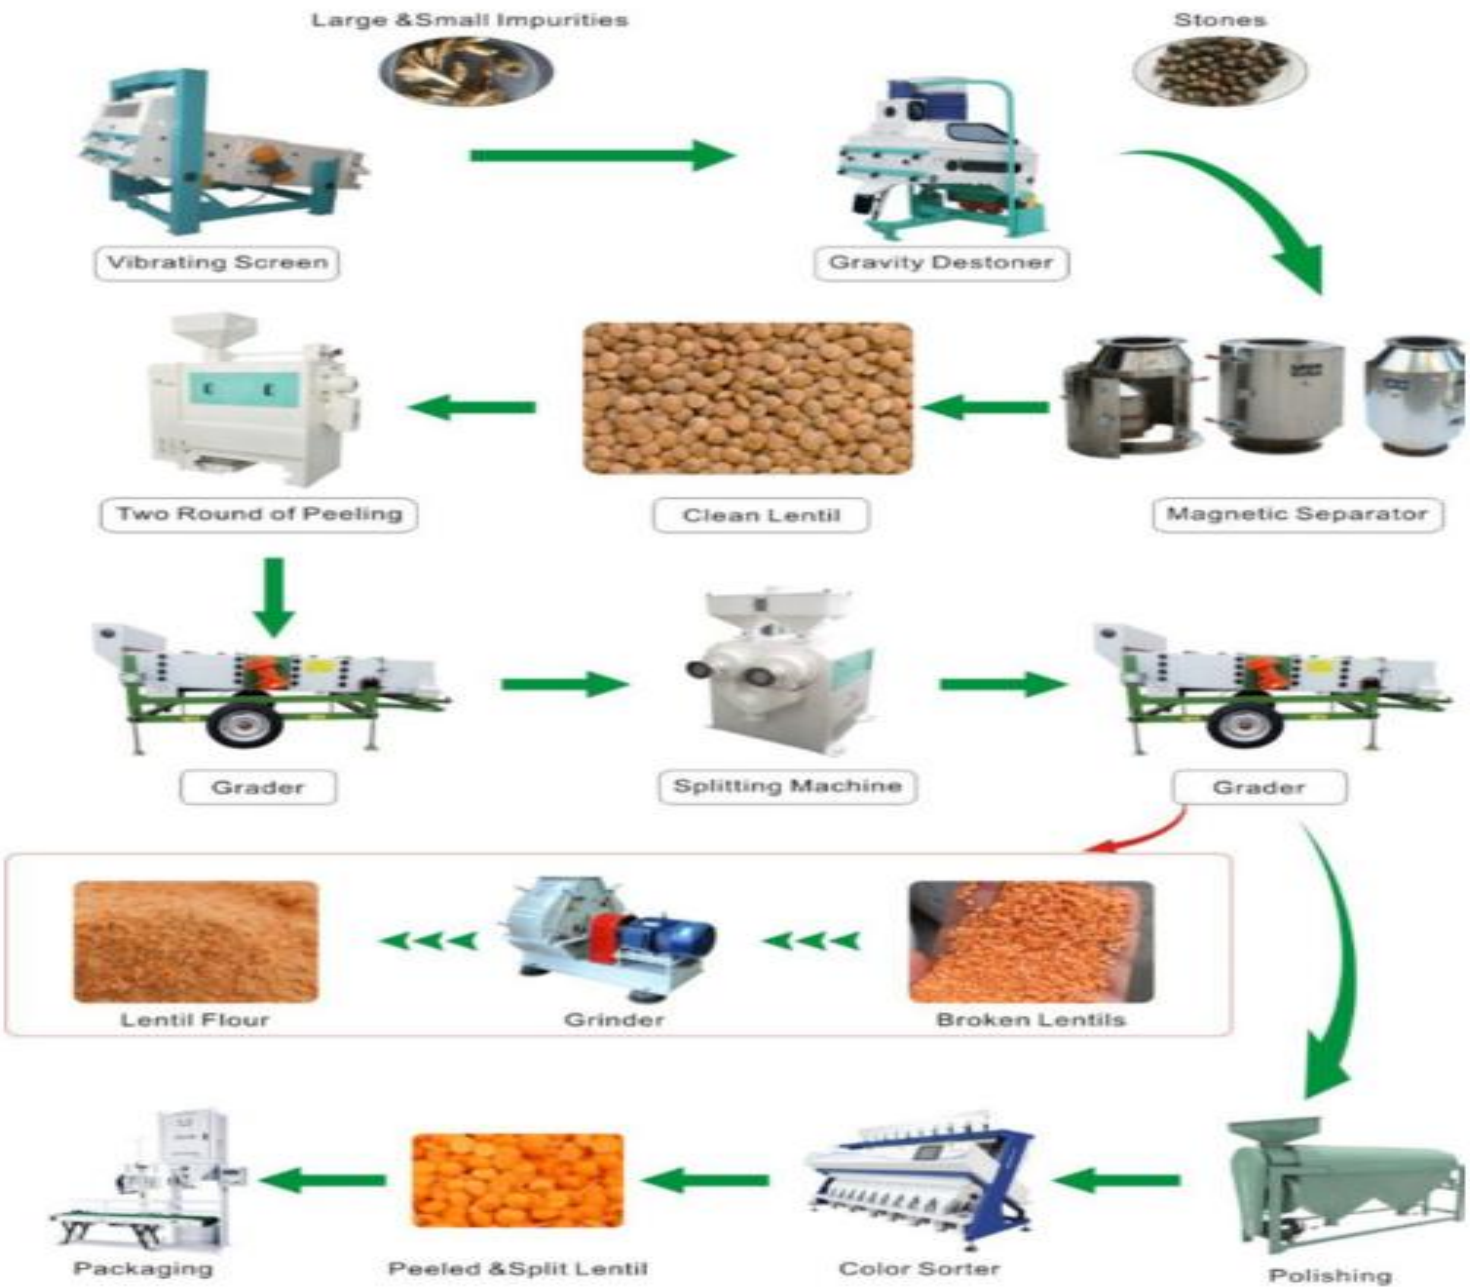 Large &Small Impurities
Stones
Vibrating Screen
Gravity Destoner
Two Round of Peeling
Clean Lentil
Magnetic Separator
Grader
Splitting Machine
Grader
Lentil Flour
Grinder
Broken Lentils
Packaging
Peeled &Split Lentil
Color Sorter
Polishing